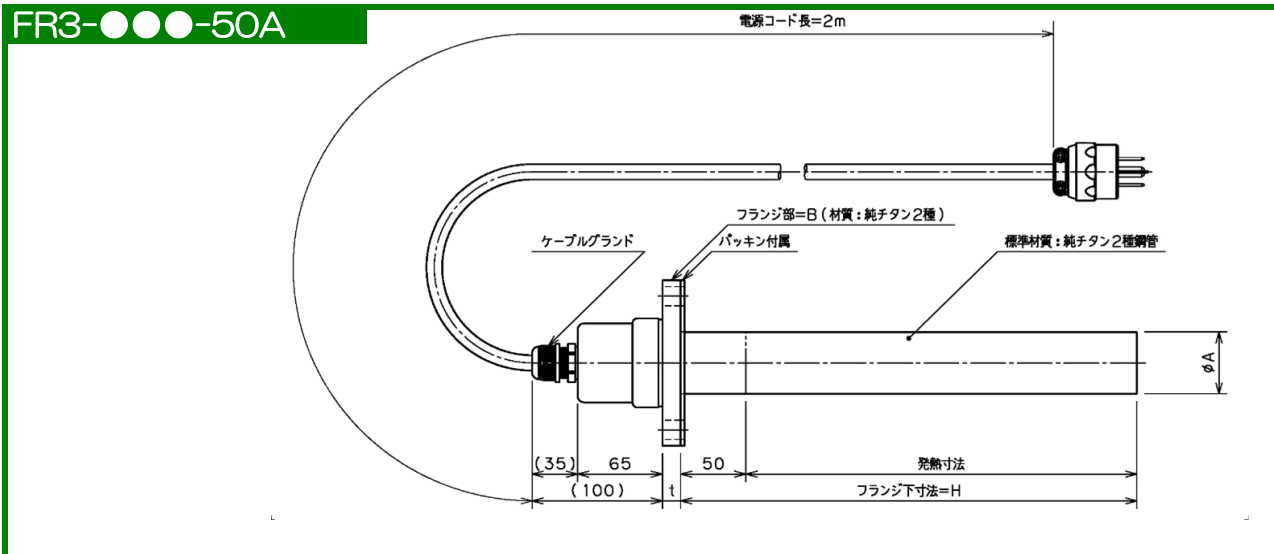 FR3-●●●-50A
電源コード長=2m
フランジ部=B(材質:純チタン2種)
ケーブルグランド
パッキン付属
標準材質:純チタン2種鋼管
φA
(35)
65
50
発熱寸法
(100)
t
フランジ下寸法=H